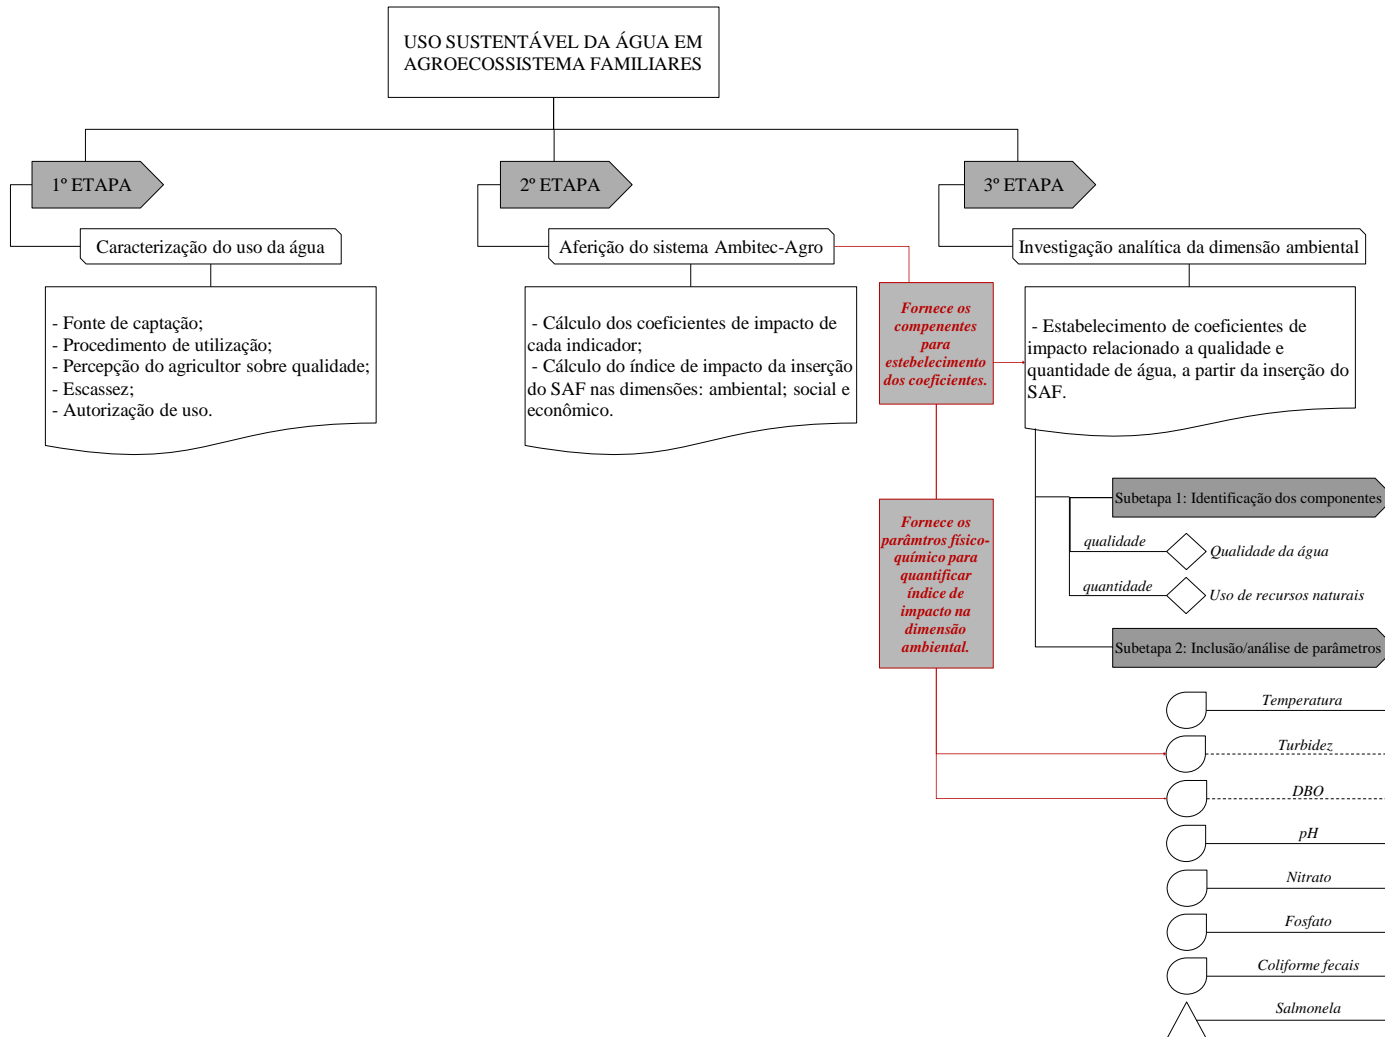 USO SUSTENTÁVEL DA ÁGUA EM
AGROECOSSISTEMA FAMILIARES
1º ETAPA
2º ETAPA
3º ETAPA
Caracterização do uso da água
Aferição do sistema Ambitec-Agro
Investigação analítica da dimensão ambiental
- Fonte de captação;
- Procedimento de utilização;
- Percepção do agricultor sobre qualidade;
- Escassez;
- Autorização de uso.
- Cálculo dos coeficientes de impacto de
cada indicador;
- Cálculo do índice de impacto da inserção
do SAF nas dimensões: ambiental; social e
econômico.
Fornece os
compenentes
para
estebelecimento
dos coeficientes.
- Estabelecimento de coeficientes de
impacto relacionado a qualidade e
quantidade de água, a partir da inserção do
SAF.
Fornece os
parâmtros físico-
químico para
quantificar
índice de
impacto na
dimensão
ambiental.
Subetapa 1: Identificação dos componentes
qualidade
Qualidade da água
quantidade
Uso de recursos naturais
Subetapa 2: Inclusão/análise de parâmetros
Temperatura
Turbidez
DBO
pH
Nitrato
Fosfato
Coliforme fecais
Salmonela